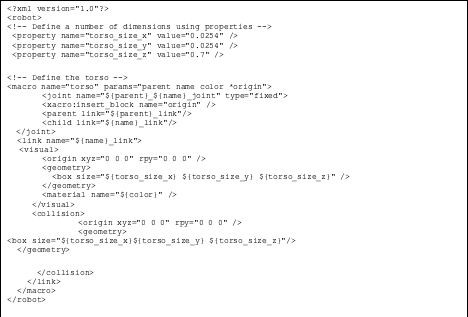 <?xml version="1.0"?>
<robot>
<!-- Define a number of dimensions using properties -->
<property name="torso_size_x" value="0.0254" />
<property name="torso_size_y" value="0.0254" />
<property name="torso_size_z" value="0.7" />
<!-- Define the torso -->
<macro name="torso" params="parent name color *origin">
<joint name="${parent}_${name}_joint" type="fixed">
<xacro:insert_block name="origin" />
<parent link="${parent}_link"/>
<child link="${name}_link"/>
</joint>
<link name="${name}_link">
<visual>
<origin xyz="0 0 0" rpy="0 0 0" />
<geometry>
<box size="${torso_size_x} ${torso_size_y} ${torso_size_z}" />
</geometry>
<material name="${color}" />
</visual>
<collision>
<origin xyz="0 0 0" rpy="0 0 0" />
<geometry>
<box size="${torso_size_x}${torso_size_y} ${torso_size_z}"/>
</geometry>
</collision>
</link>
</macro>
</robot>